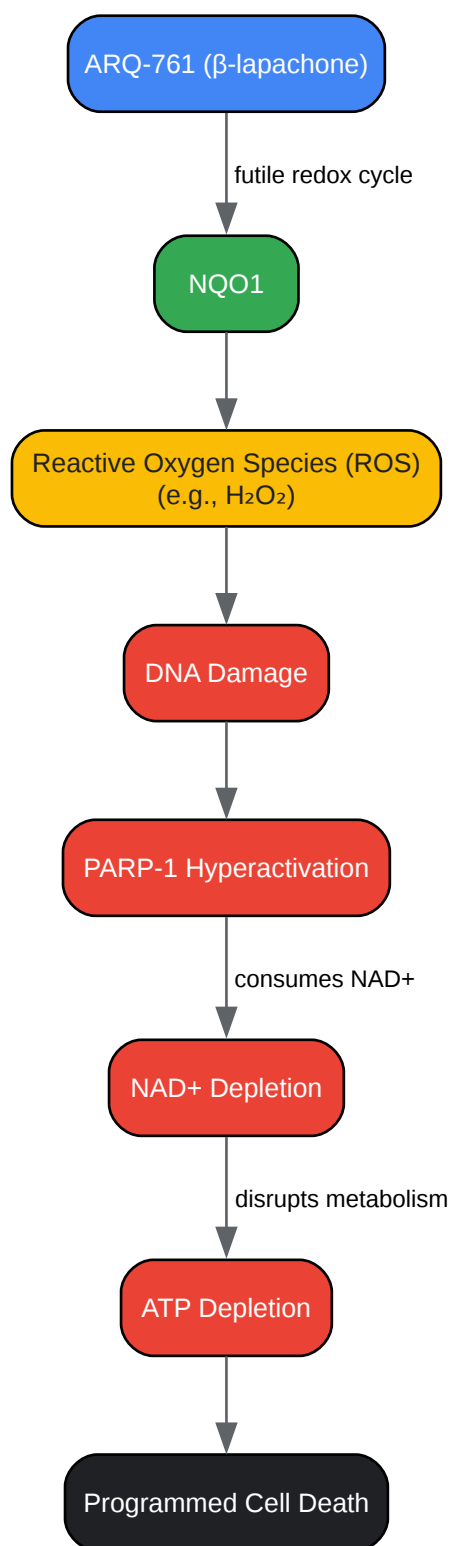 ARQ-761 (β-lapachone)
futile redox cycle
NQO1
Reactive Oxygen Species (ROS)
(e.g., H₂O₂)
DNA Damage
PARP-1 Hyperactivation
consumes NAD+
NAD+ Depletion
disrupts metabolism
ATP Depletion
Programmed Cell Death